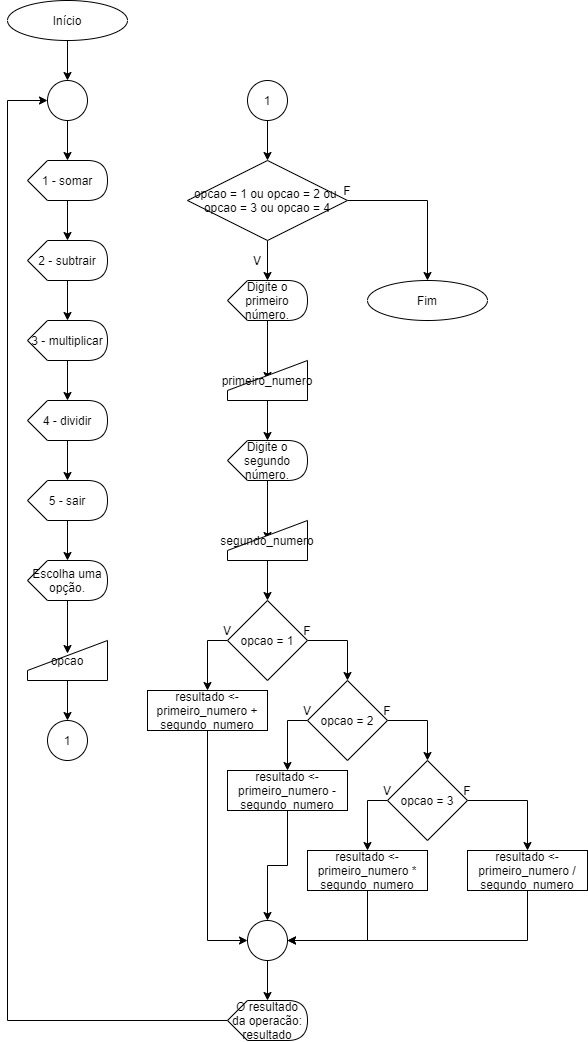 Início
1 - somar
2 - subtrair
3 - multiplicar
4 - dividir
5 - sair
Escolha uma
opção.
opcao
1
1
opcao = 1 ou opcao = 2 ou
opcao = 3 ou opcao = 4
F
V
Fim
Digite o
primeiro
número.
primeiro_numero
Digite o
segundo
número.
segundo_numero
V
F
opcao = 1
resultado <-
primeiro_numero +
segundo_numero
V
F
opcao = 2
resultado <-
primeiro_numero -
segundo_numero
V
F
opcao = 3
resultado <-
primeiro_numero *
segundo_numero
resultado <-
primeiro_numero /
segundo_numero
O resultado
da operacão:
resultado